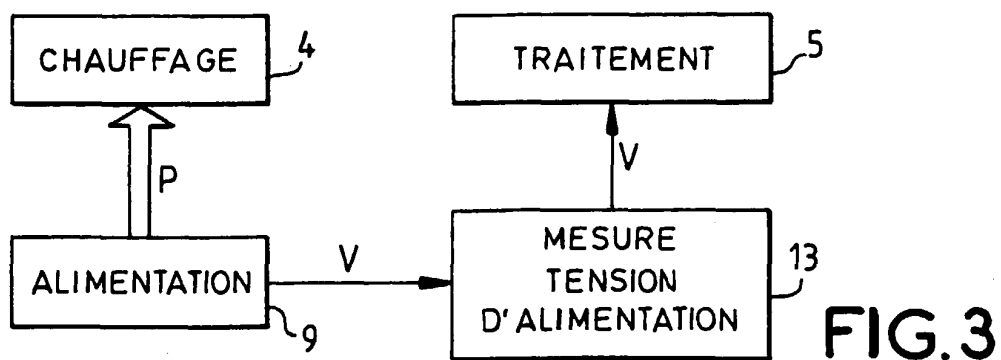 CHAUFFAGE
4
TRAITEMENT
5
P
V
ALIMENTATION
9
V
MESURE
TENSION
D'ALIMENTATION
13
FIG.3